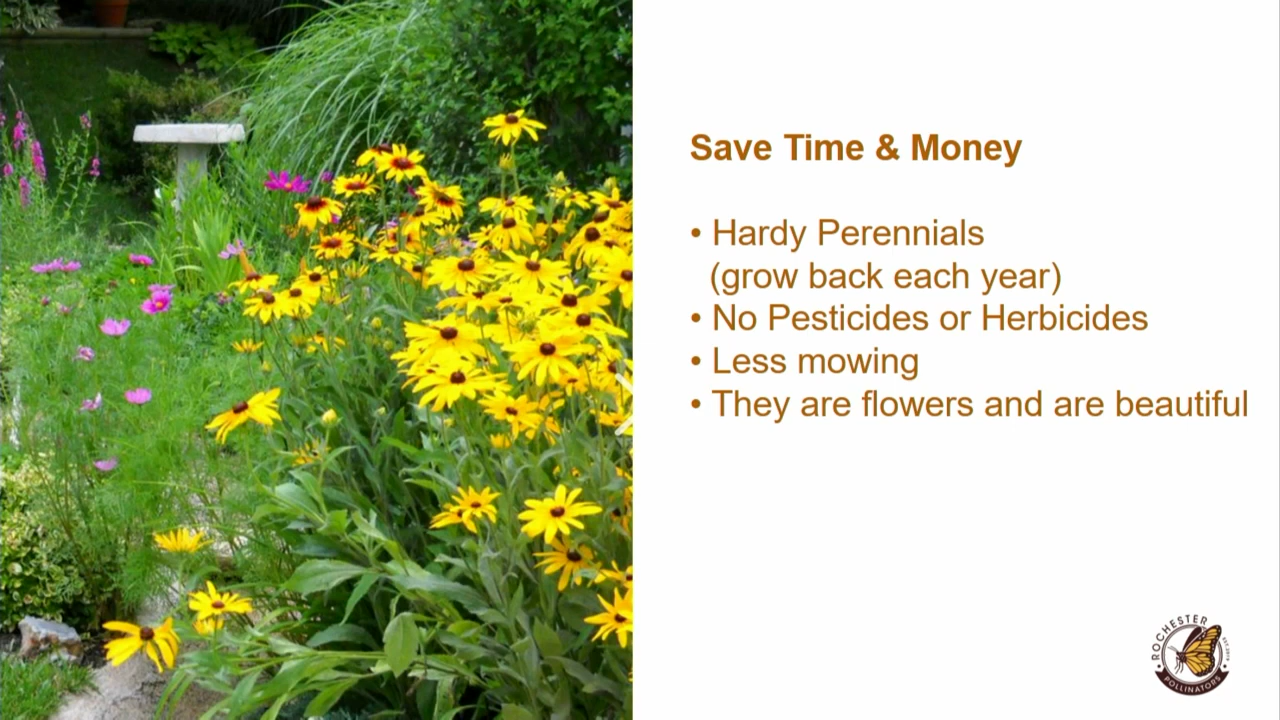 Save Time & Money
• Hardy Perennials
(grow back each year)
• No Pesticides or Herbicides
• Less mowing
• They are flowers and are beautiful
ROCHESTER
POLLINATORS